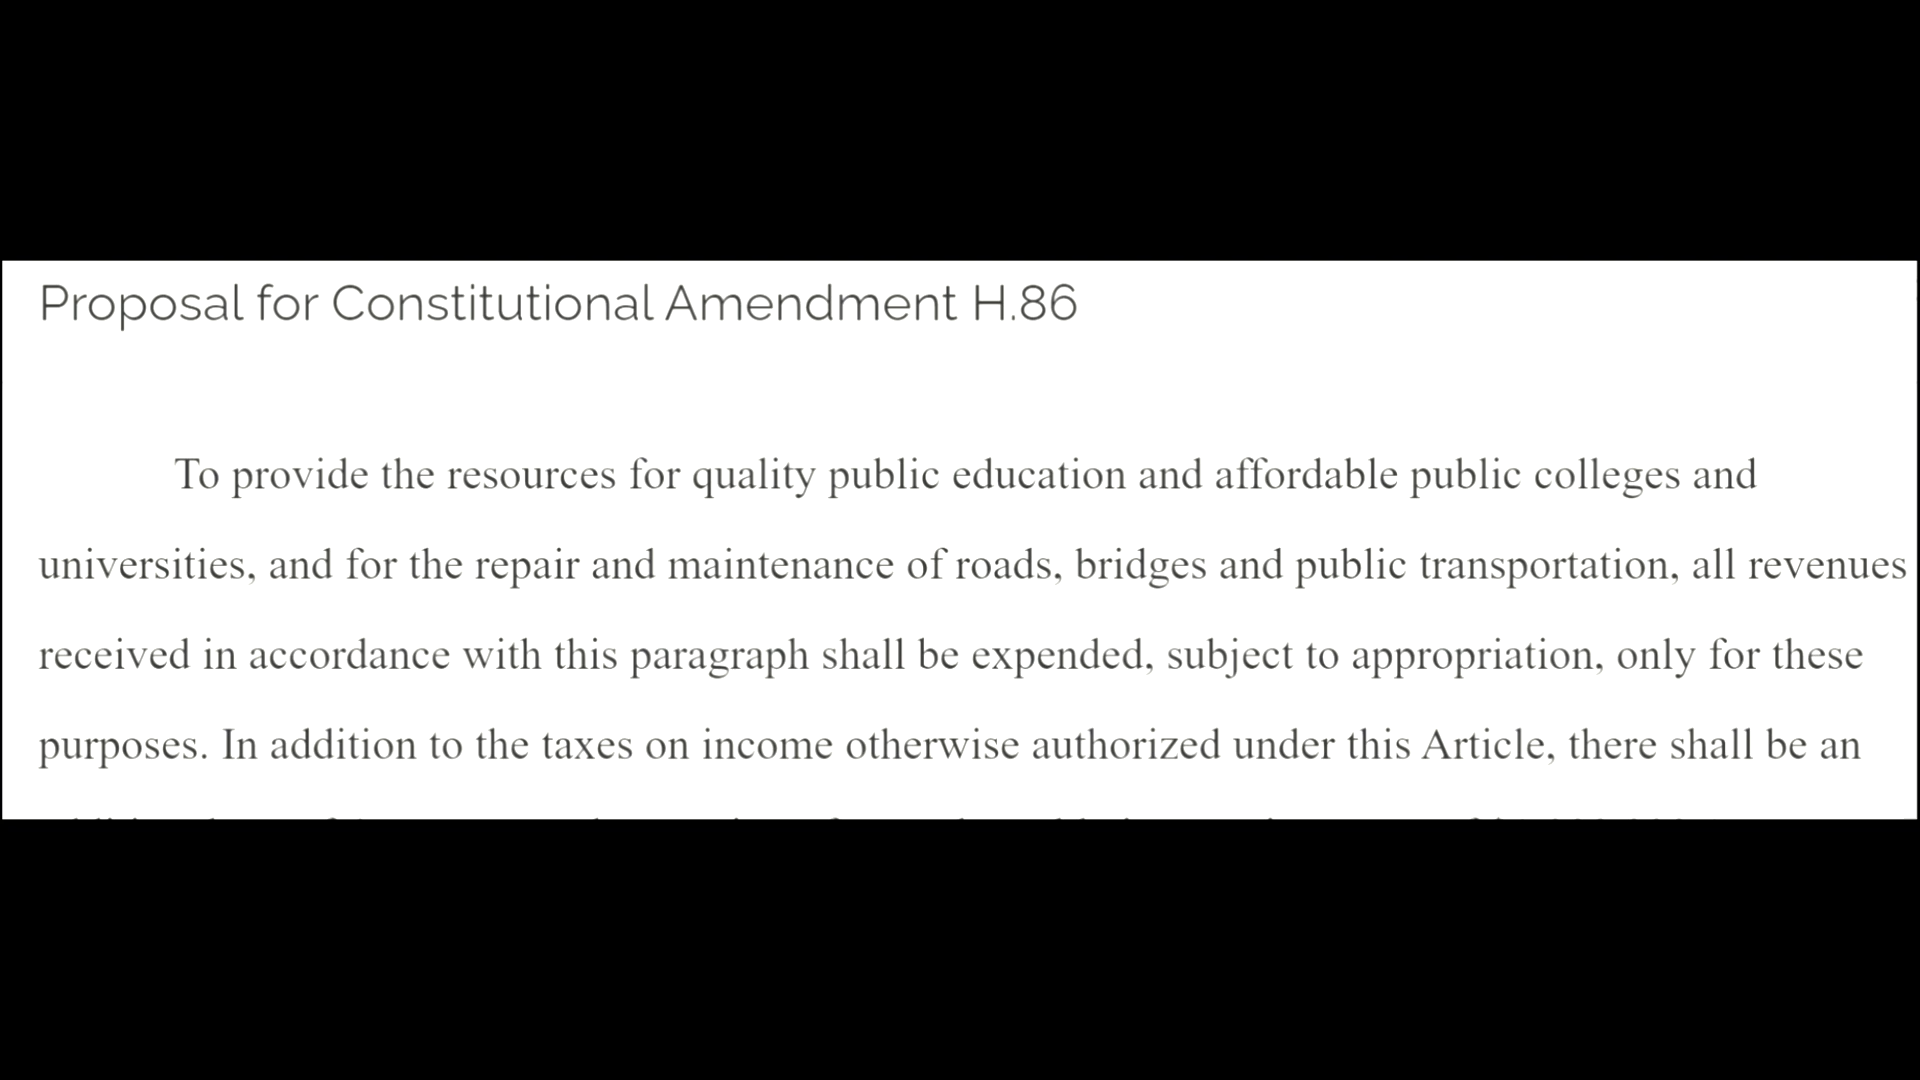 Proposal for Constitutional Amendment H.86
To provide the resources for quality public education and affordable public colleges and
universities, and for the repair and maintenance of roads, bridges and public transportation, all revenues
received in accordance with this paragraph shall be expended, subject to appropriation, only for these
purposes. In addition to the taxes on income otherwise authorized under this Article, there shall be an